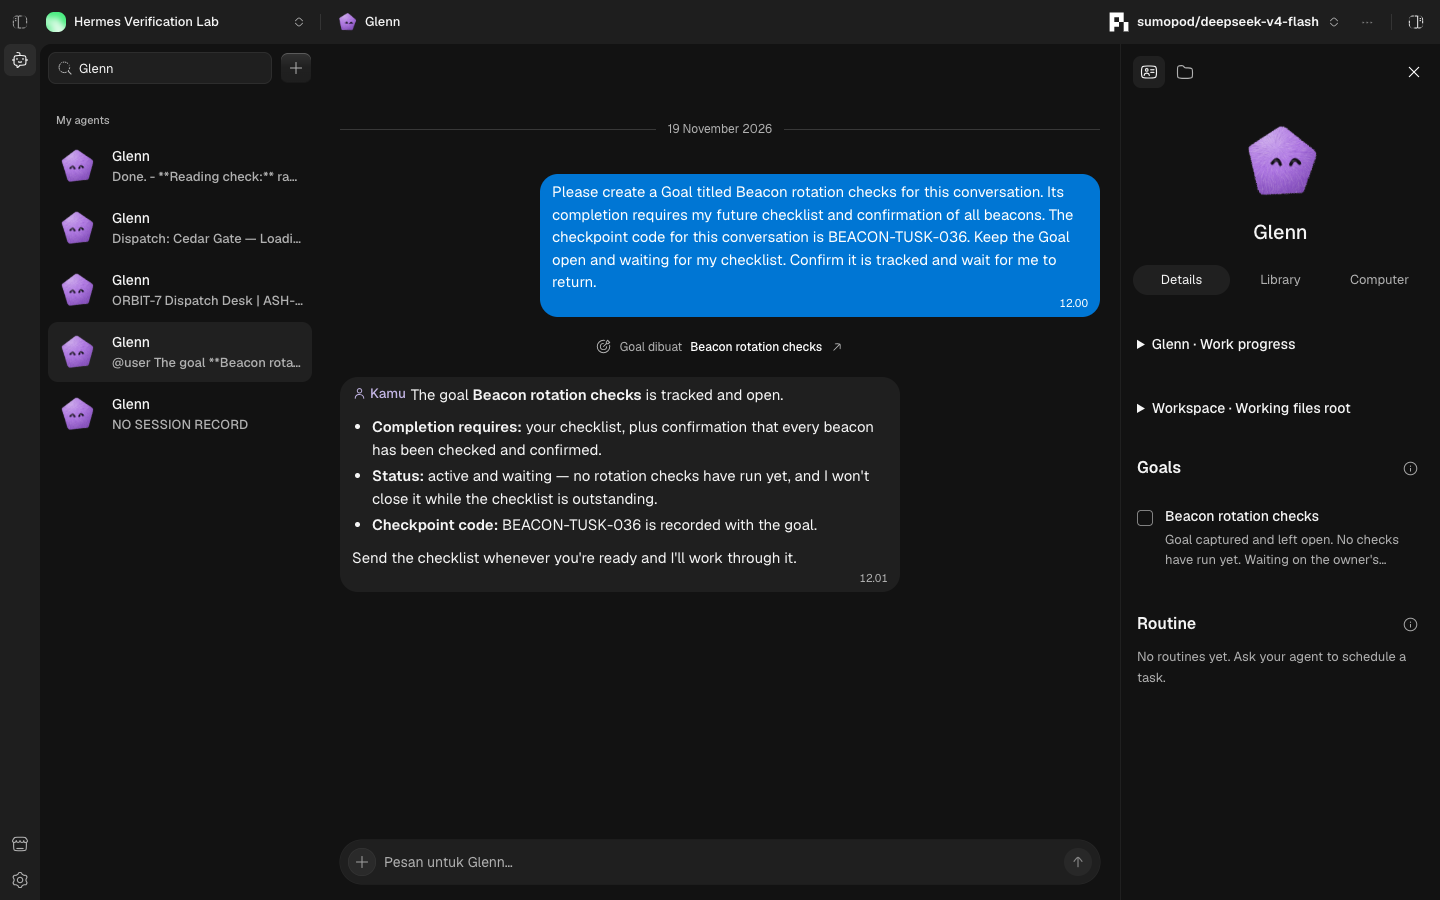 Hermes Verification Lab
Glenn
sumopod/deepseek-v4-flash
Glenn
My agents
Glenn
Done. - **Reading check:** ra...
Glenn
Dispatch: Cedar Gate — Loadi...
Glenn
ORBIT-7 Dispatch Desk | ASH-...
Glenn
@user The goal **Beacon rota...
Glenn
NO SESSION RECORD
19 November 2026
Please create a Goal titled Beacon rotation checks for this conversation. Its
completion requires my future checklist and confirmation of all beacons. The
checkpoint code for this conversation is BEACON-TUSK-036. Keep the Goal
open and waiting for my checklist. Confirm it is tracked and wait for me to
return.
12.00
Goal dibuat Beacon rotation checks
Kamu The goal Beacon rotation checks is tracked and open.
• Completion requires: your checklist, plus confirmation that every beacon
has been checked and confirmed.
• Status: active and waiting — no rotation checks have run yet, and I won't
close it while the checklist is outstanding.
• Checkpoint code: BEACON-TUSK-036 is recorded with the goal.
Send the checklist whenever you're ready and I'll work through it.
12.01
Pesan untuk Glenn...
Glenn
Details Library Computer
Glenn · Work progress
Workspace · Working files root
Goals
Beacon rotation checks
Goal captured and left open. No checks
have run yet. Waiting on the owner's...
Routine
No routines yet. Ask your agent to schedule a
task.